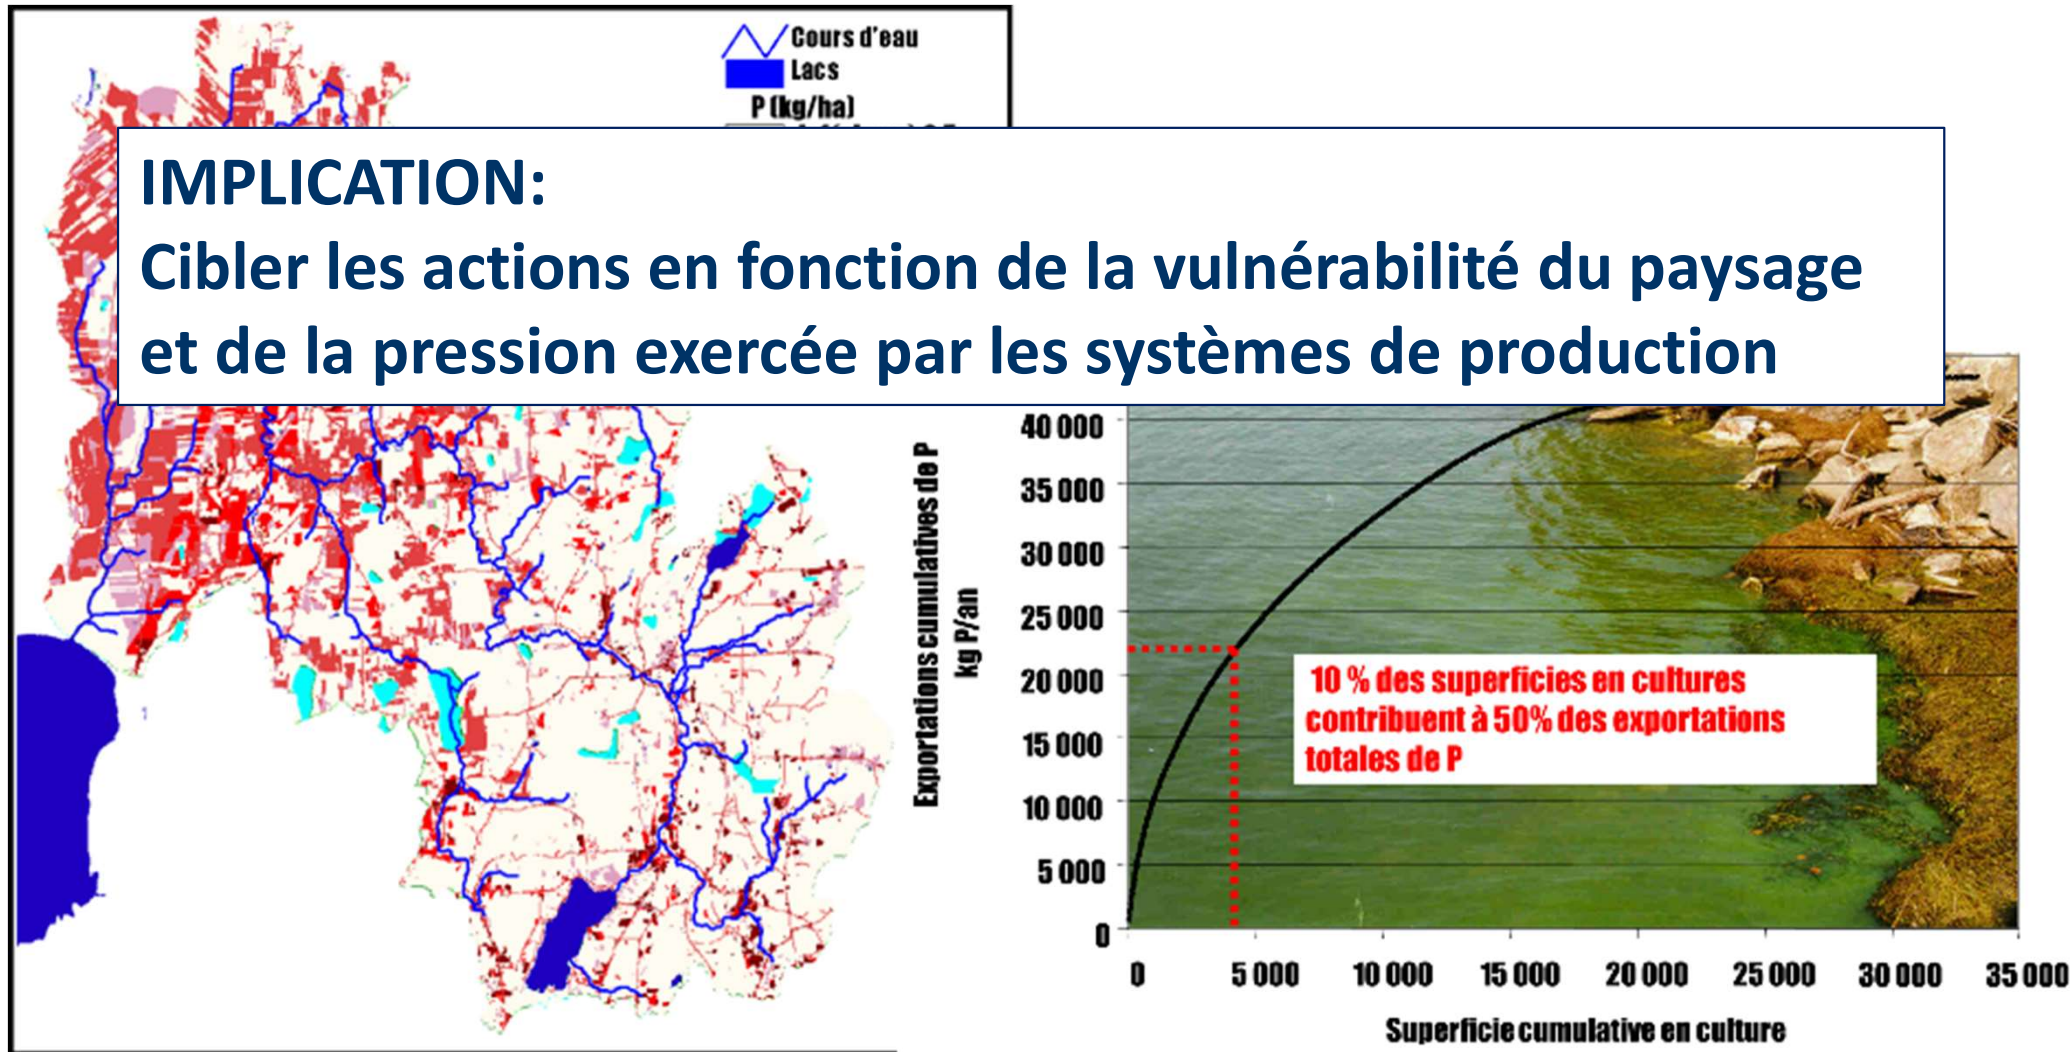 Cours d'eau
Lacs
P (kg/ha)
IMPLICATION:
Cibler les actions en fonction de la vulnérabilité du paysage
et de la pression exercée par les systèmes de production
Exportations cumulatives de P
kg P/an
40 000
35 000
30 000
25 000
20 000
15 000
10 000
5 000
0
10 % des superficies en cultures
contribuent à 50% des exportations
totales de P
0 5 000 10 000 15 000 20 000 25 000 30 000 35 000
Superficie cumulative en culture